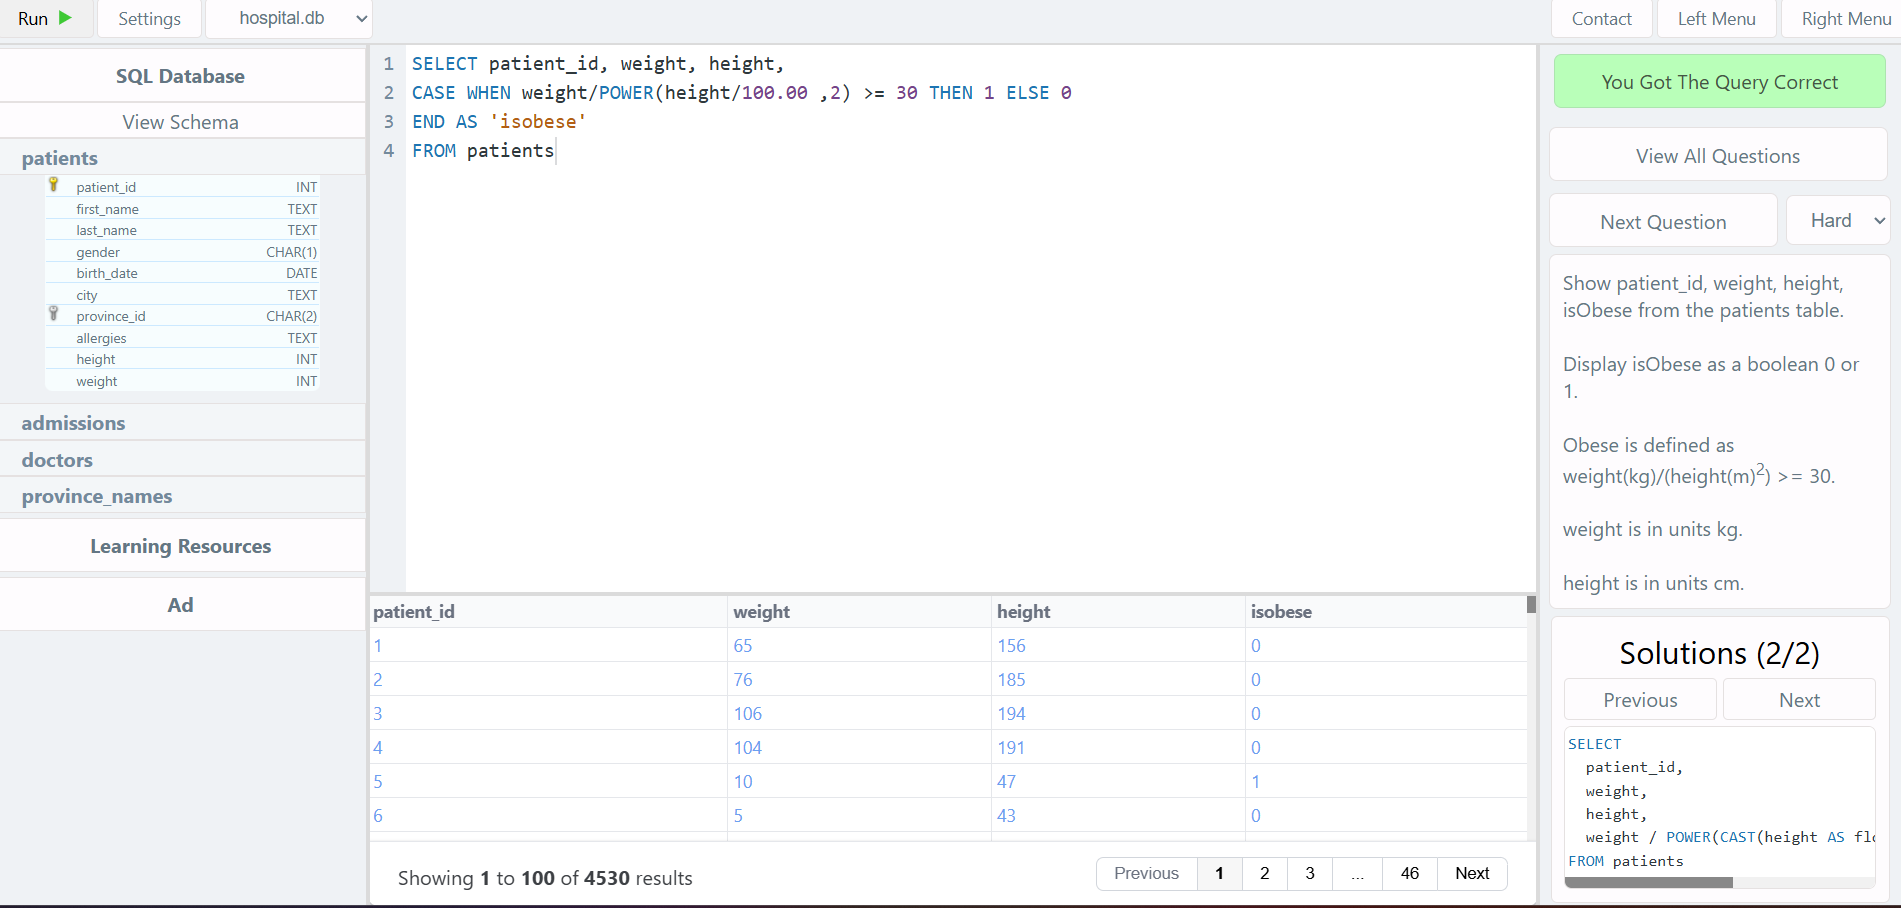 Run
Settings
hospital.db
Contact
Left Menu
Right Menu
SQL Database
View Schema
patients
patient_id INT
first_name TEXT
last_name TEXT
gender CHAR(1)
birth_date DATE
city TEXT
province_id CHAR(2)
allergies TEXT
height INT
weight INT
admissions
doctors
province_names
Learning Resources
Ad
1 SELECT patient_id, weight, height,
2 CASE WHEN weight/POWER(height/100.00 ,2) >= 30 THEN 1 ELSE 0
3 END AS 'isobese'
4 FROM patients
patient_id weight height isobese
1 65 156 0
2 76 185 0
3 106 194 0
4 104 191 0
5 10 47 1
6 5 43 0
Showing 1 to 100 of 4530 results
Previous 1 2 3 ... 46 Next
You Got The Query Correct
View All Questions
Next Question
Hard
Show patient_id, weight, height,
isObese from the patients table.
Display isObese as a boolean 0 or
1.
Obese is defined as
weight(kg)/(height(m)²) >= 30.
weight is in units kg.
height is in units cm.
Solutions (2/2)
Previous Next
SELECT
patient_id,
weight,
height,
weight / POWER(CAST(height AS
FROM patients